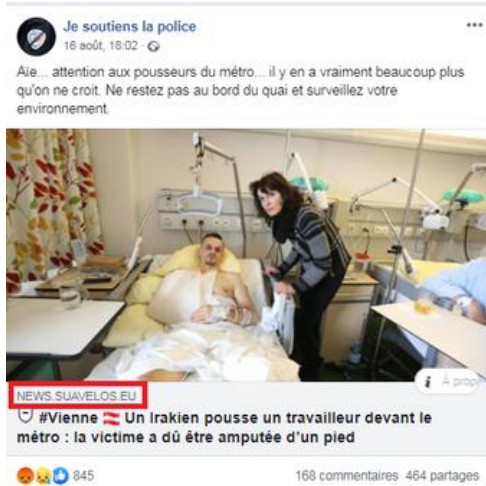 Je soutiens la police
16 août, 18:02
Aïe... attention aux pousseurs du métro... il y en a vraiment beaucoup plus
qu'on ne croit. Ne restez pas au bord du quai et surveillez votre
environnement.
i À prop
NEWS.SUAVELOS.EU
#Vienne 🇦🇹 Un Irakien pousse un travailleur devant le
métro : la victime a dû être amputée d'un pied
845
168 commentaires 464 partages